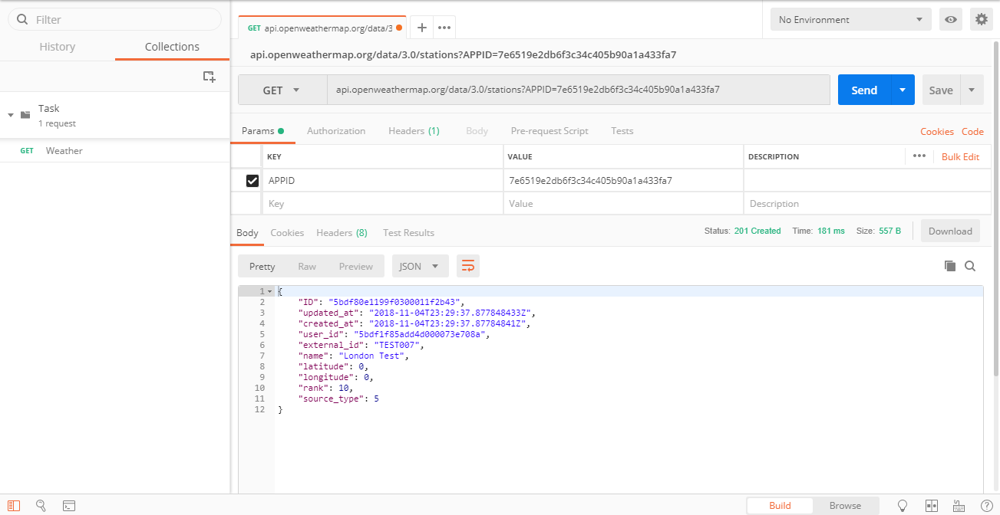 Filter
History Collections
Task
1 request
GET Weather
GET api.openweathermap.org/data/3
No Environment
api.openweathermap.org/data/3.0/stations?APPID=7e6519e2db6f3c34c405b90a1a433fa7
GET api.openweathermap.org/data/3.0/stations?APPID=7e6519e2db6f3c34c405b90a1a433fa7 Send Save
Params Authorization Headers (1) Body Pre-request Script Tests Cookies Code
KEY VALUE DESCRIPTION ••• Bulk Edit
APPID 7e6519e2db6f3c34c405b90a1a433fa7
Key Value Description
Body Cookies Headers (8) Test Results Status: 201 Created Time: 181 ms Size: 557 B Download
Pretty Raw Preview JSON
1 {
2 "ID": "5bdf80e1199f0300011f2b43",
3 "updated_at": "2018-11-04T23:29:37.877848433Z",
4 "created_at": "2018-11-04T23:29:37.87784841Z",
5 "user_id": "5bdf1f85add4d000073e708a",
6 "external_id": "TEST007",
7 "name": "London Test",
8 "latitude": 0,
9 "longitude": 0,
10 "rank": 10,
11 "source_type": 5
12 }
Build Browse